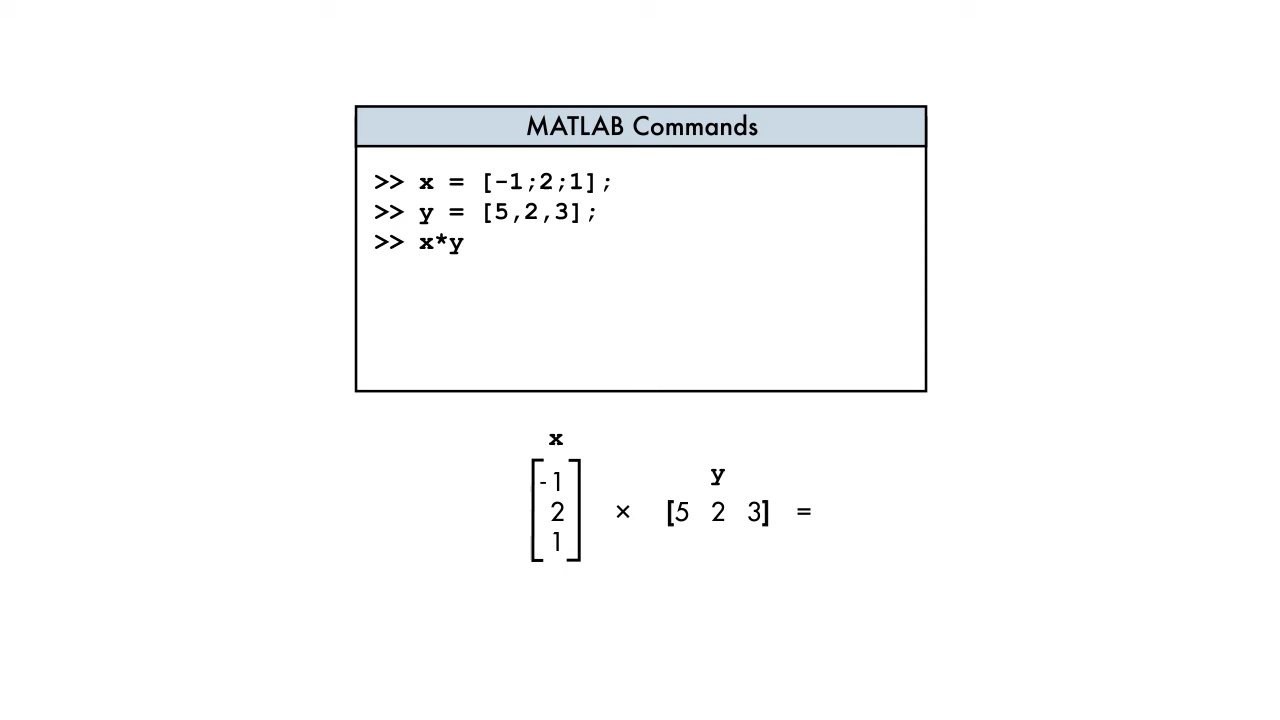 MATLAB Commands
>> x = [-1;2;1];
>> y = [5,2,3];
>> x*y
x
y
-1
2 × [5 2 3] =
1